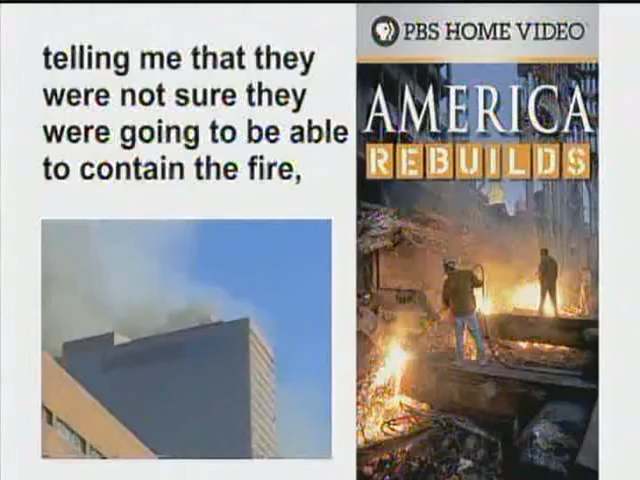 telling me that they
were not sure they
were going to be able
to contain the fire,
PBS HOME VIDEO
AMERICA
REBUILDS